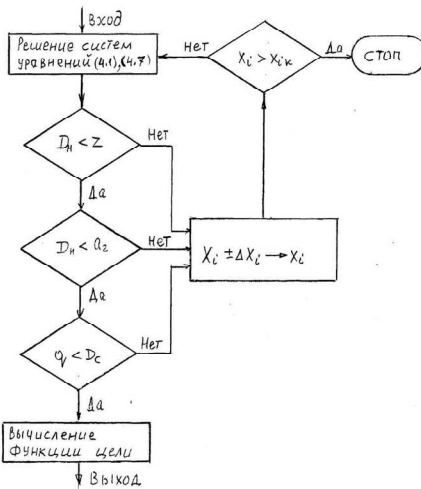 Вход
Решение систем
уравнений (4.1), (4.7)
нет
Xi > Xiк
Да
стоп
Dн < Z
Нет
Да
Dн < a2
Нет
Xi ± ΔXi → Xi
Да
q < Dc
Нет
Да
Вычисление
функции цели
Выход